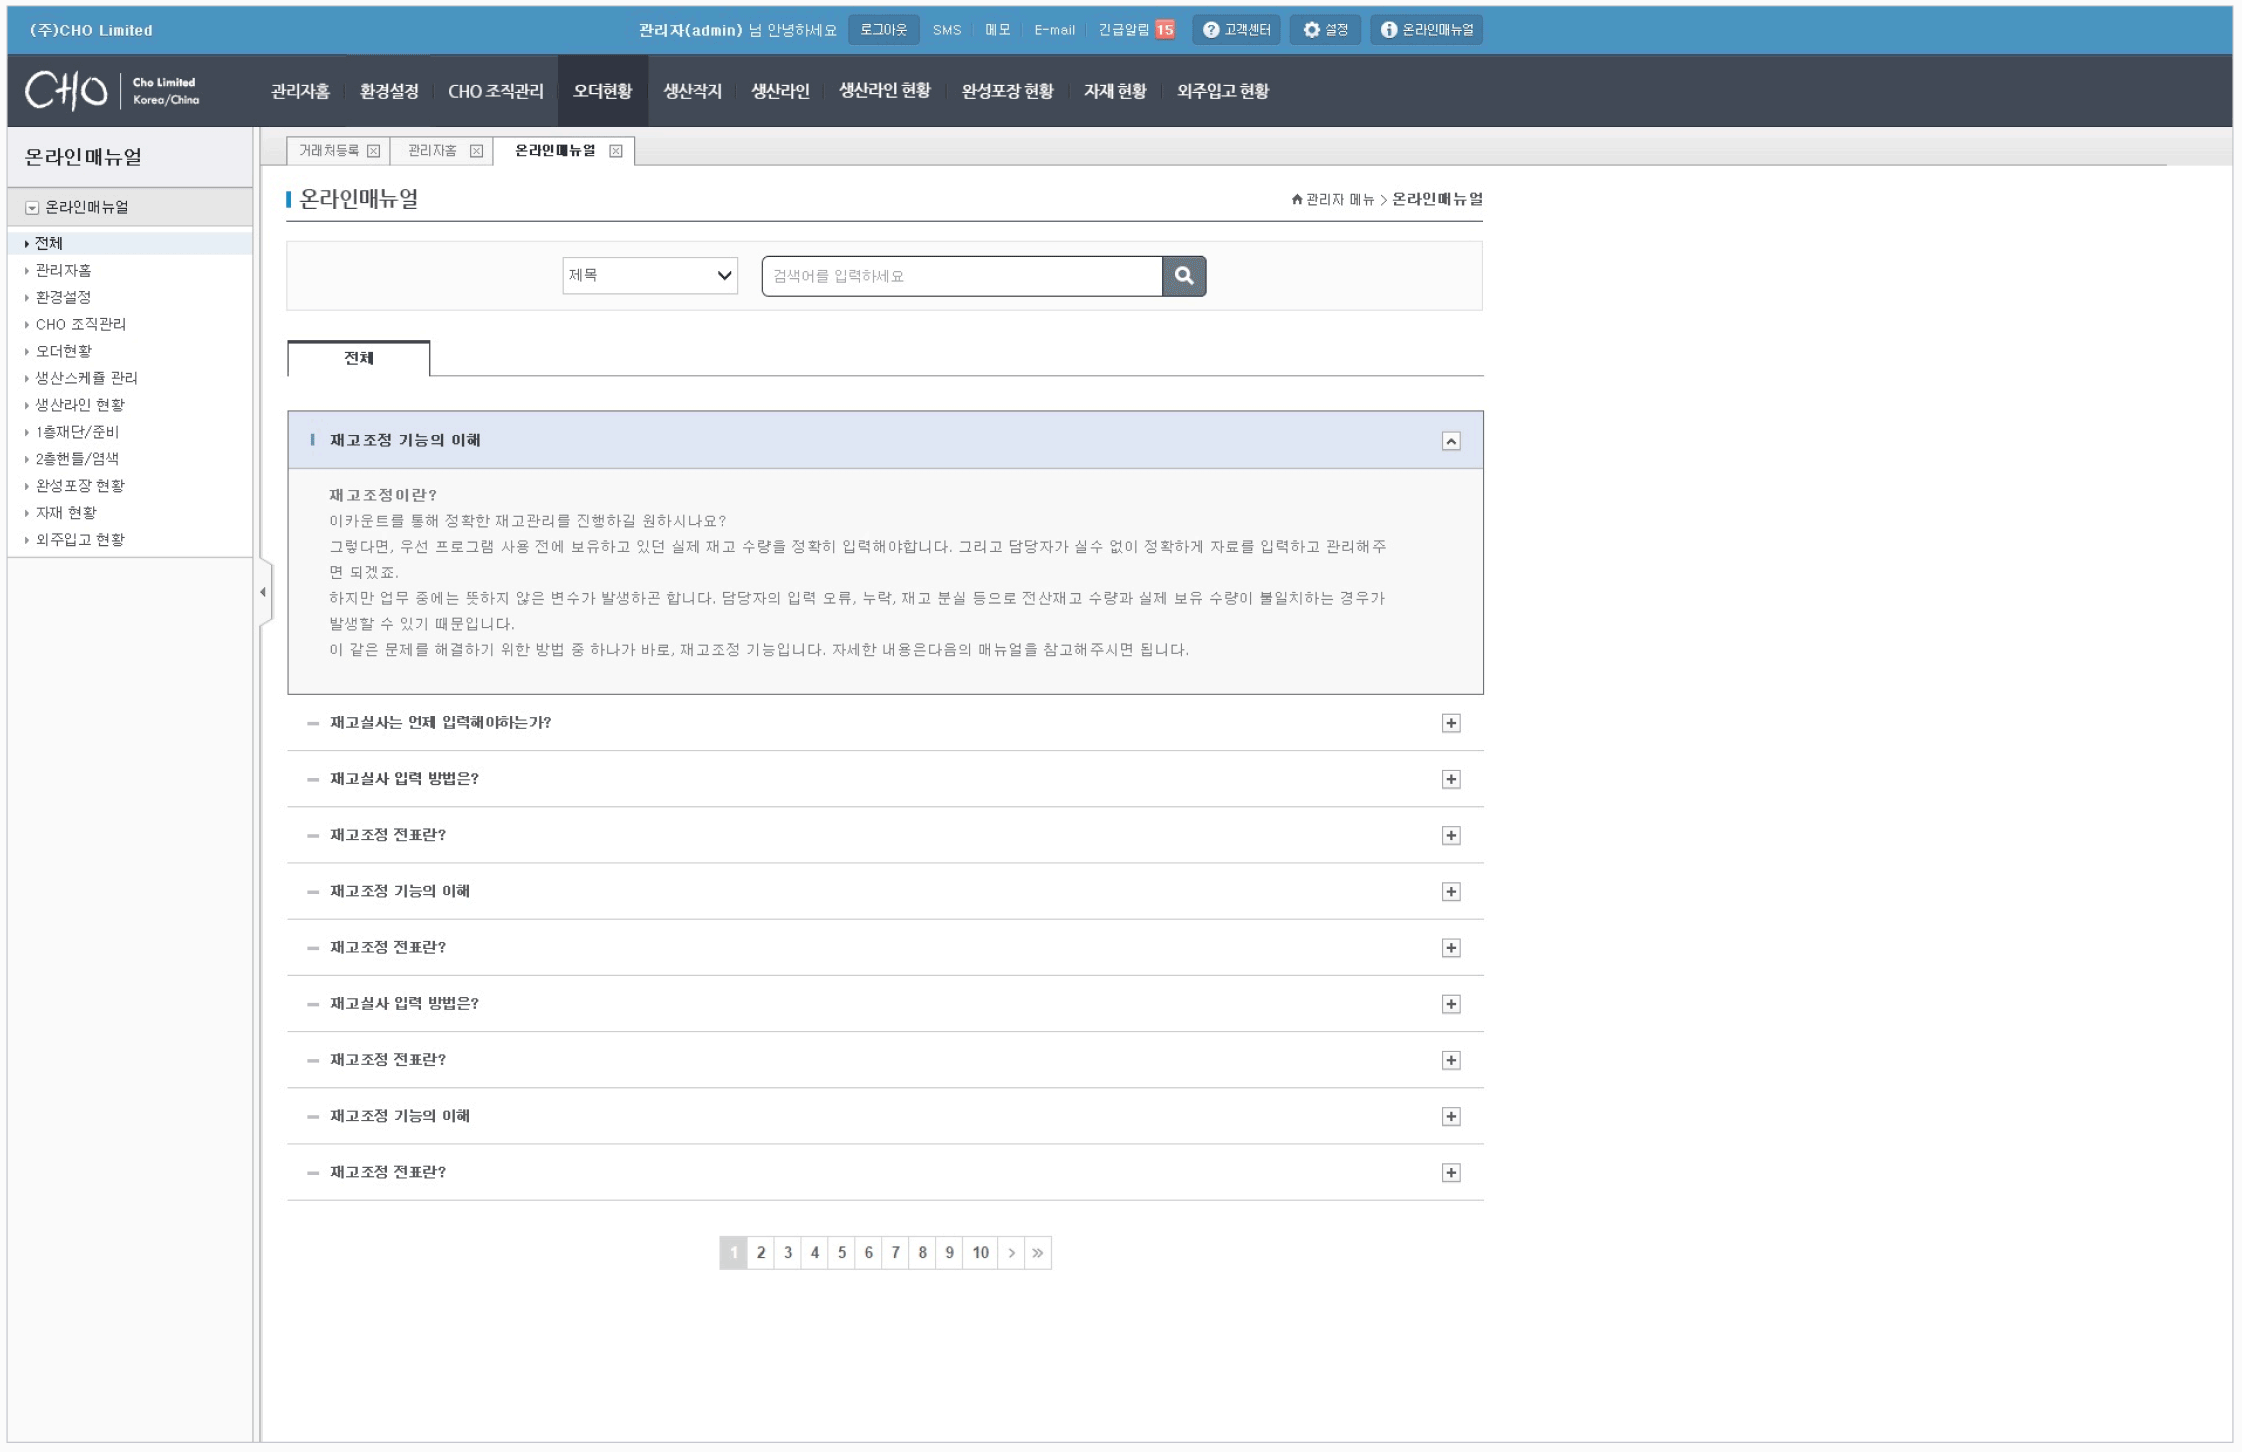 (주)CHO Limited
관리자(admin) 님 안녕하세요 로그아웃 SMS 메모 E-mail 긴급알림 15 고객센터 설정 온라인매뉴얼
CHO Cho Limited
Korea/China
관리자홈 환경설정 CHO 조직관리 오더현황 생산작지 생산라인 생산라인 현황 완성포장 현황 자재 현황 외주입고 현황
온라인매뉴얼
온라인매뉴얼
전체
관리자홈
환경설정
CHO 조직관리
오더현황
생산스케쥴 관리
생산라인 현황
1층재단/준비
2층핸들/염색
완성포장 현황
자재 현황
외주입고 현황
거래처등록 관리자홈 온라인매뉴얼
온라인매뉴얼
관리자 메뉴 > 온라인매뉴얼
제목 검색어를 입력하세요
전체
재고조정 기능의 이해
재고조정이란?
이카운트를 통해 정확한 재고관리를 진행하길 원하시나요?
그렇다면, 우선 프로그램 사용 전에 보유하고 있던 실제 재고 수량을 정확히 입력해야합니다. 그리고 담당자가 실수 없이 정확하게 자료를 입력하고 관리해주
면 되겠죠.
하지만 업무 중에는 뜻하지 않은 변수가 발생하곤 합니다. 담당자의 입력 오류, 누락, 재고 분실 등으로 전산재고 수량과 실제 보유 수량이 불일치하는 경우가
발생할 수 있기 때문입니다.
이 같은 문제를 해결하기 위한 방법 중 하나가 바로, 재고조정 기능입니다. 자세한 내용은다음의 매뉴얼을 참고해주시면 됩니다.
재고실사는 언제 입력해야하는가?
재고실사 입력 방법은?
재고조정 전표란?
재고조정 기능의 이해
재고조정 전표란?
재고실사 입력 방법은?
재고조정 전표란?
재고조정 기능의 이해
재고조정 전표란?
1 2 3 4 5 6 7 8 9 10 > »